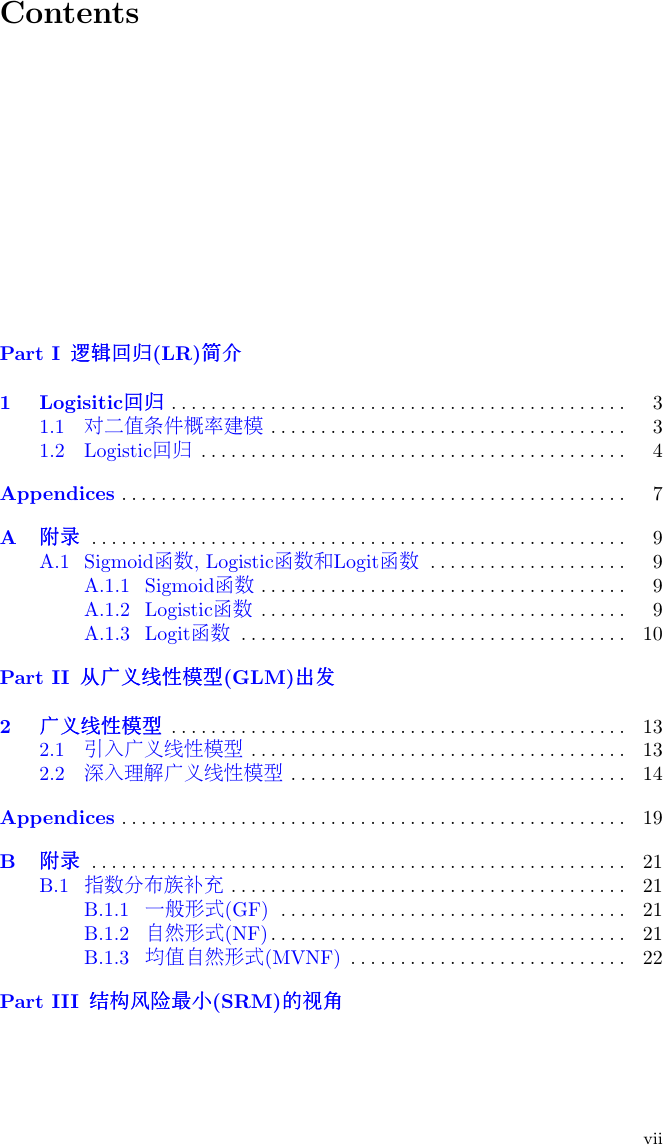 Contents
Part I 逻辑回归(LR)简介
1 Logisitic回归 . . . . . . . . . . . . . . . . . . . . . . . . . . . . . . . . . . . . . . . . . . . . . . 3
1.1 对二值条件概率建模 . . . . . . . . . . . . . . . . . . . . . . . . . . . . . . . . . . . . 3
1.2 Logistic回归 . . . . . . . . . . . . . . . . . . . . . . . . . . . . . . . . . . . . . . . . . . . 4
Appendices . . . . . . . . . . . . . . . . . . . . . . . . . . . . . . . . . . . . . . . . . . . . . . . . . . . 7
A 附录 . . . . . . . . . . . . . . . . . . . . . . . . . . . . . . . . . . . . . . . . . . . . . . . . . . . . . . 9
A.1 Sigmoid函数, Logistic函数和Logit函数 . . . . . . . . . . . . . . . . . . . . 9
A.1.1 Sigmoid函数 . . . . . . . . . . . . . . . . . . . . . . . . . . . . . . . . . . . . . 9
A.1.2 Logistic函数 . . . . . . . . . . . . . . . . . . . . . . . . . . . . . . . . . . . . . 9
A.1.3 Logit函数 . . . . . . . . . . . . . . . . . . . . . . . . . . . . . . . . . . . . . . . 10
Part II 从广义线性模型(GLM)出发
2 广义线性模型 . . . . . . . . . . . . . . . . . . . . . . . . . . . . . . . . . . . . . . . . . . . . . . 13
2.1 引入广义线性模型 . . . . . . . . . . . . . . . . . . . . . . . . . . . . . . . . . . . . . . 13
2.2 深入理解广义线性模型 . . . . . . . . . . . . . . . . . . . . . . . . . . . . . . . . . . 14
Appendices . . . . . . . . . . . . . . . . . . . . . . . . . . . . . . . . . . . . . . . . . . . . . . . . . . . 19
B 附录 . . . . . . . . . . . . . . . . . . . . . . . . . . . . . . . . . . . . . . . . . . . . . . . . . . . . . . 21
B.1 指数分布族补充 . . . . . . . . . . . . . . . . . . . . . . . . . . . . . . . . . . . . . . . . 21
B.1.1 一般形式(GF) . . . . . . . . . . . . . . . . . . . . . . . . . . . . . . . . . . . 21
B.1.2 自然形式(NF) . . . . . . . . . . . . . . . . . . . . . . . . . . . . . . . . . . . . 21
B.1.3 均值自然形式(MVNF) . . . . . . . . . . . . . . . . . . . . . . . . . . . . 22
Part III 结构风险最小(SRM)的视角
vii